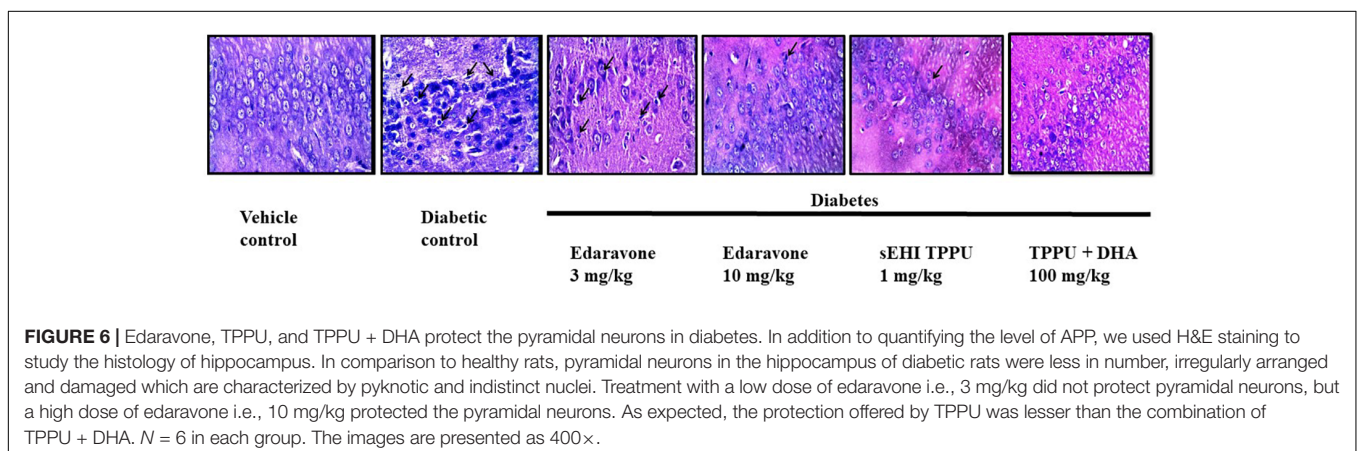 Vehicle control
Diabetic control
Diabetes
Edaravone 3 mg/kg
Edaravone 10 mg/kg
sEHI TPPU 1 mg/kg
TPPU + DHA 100 mg/kg
FIGURE 6 | Edaravone, TPPU, and TPPU + DHA protect the pyramidal neurons in diabetes. In addition to quantifying the level of APP, we used H&E staining to
study the histology of hippocampus. In comparison to healthy rats, pyramidal neurons in the hippocampus of diabetic rats were less in number, irregularly arranged
and damaged which are characterized by pyknotic and indistinct nuclei. Treatment with a low dose of edaravone i.e., 3 mg/kg did not protect pyramidal neurons, but
a high dose of edaravone i.e., 10 mg/kg protected the pyramidal neurons. As expected, the protection offered by TPPU was lesser than the combination of
TPPU + DHA. N = 6 in each group. The images are presented as 400×.